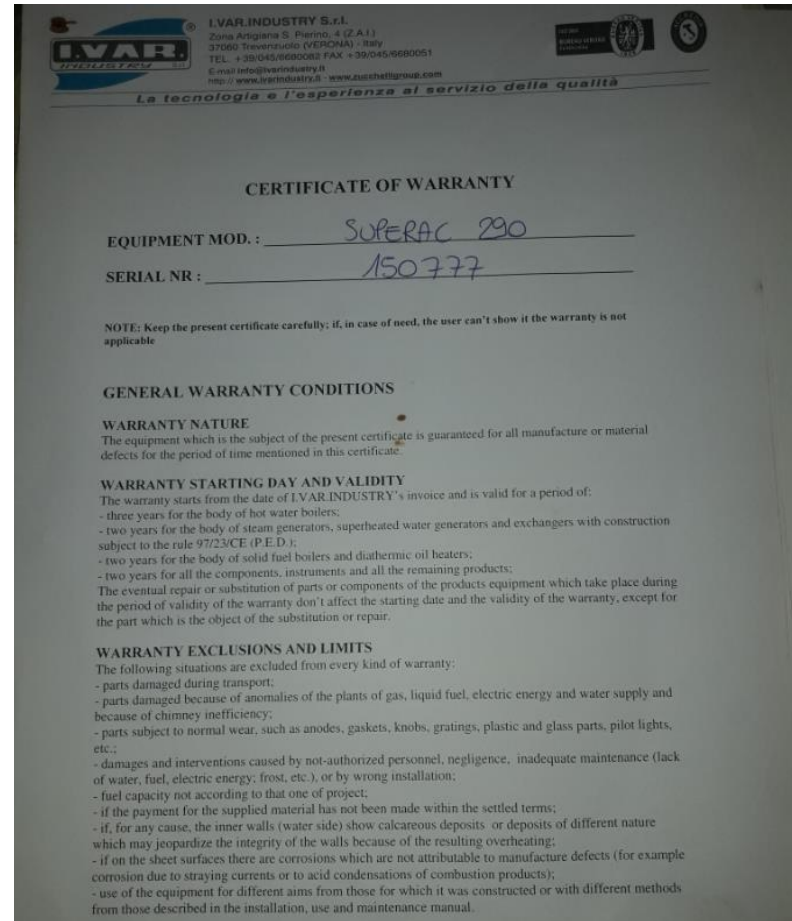 I.VAR.INDUSTRY S.r.l.
Zona Artigiana S. Pierino, 4 (Z.A.I.)
37060 Trevenzuolo (VERONA) - Italy
TEL. +39/045/6680082 FAX +39/045/6680051
E-mail info@ivarindustry.it
http:// www.ivarindustry.it - www.zucchelligroup.com
I.VAR.
INDUSTRY S.r.l.
La tecnologia e l'esperienza al servizio della qualità
CERTIFICATE OF WARRANTY
EQUIPMENT MOD. : SUPERAC 290
SERIAL NR : 150777
NOTE: Keep the present certificate carefully; if, in case of need, the user can't show it the warranty is not
applicable
GENERAL WARRANTY CONDITIONS
WARRANTY NATURE
The equipment which is the subject of the present certificate is guaranteed for all manufacture or material
defects for the period of time mentioned in this certificate.
WARRANTY STARTING DAY AND VALIDITY
The warranty starts from the date of I.VAR.INDUSTRY's invoice and is valid for a period of:
- three years for the body of hot water boilers;
- two years for the body of steam generators, superheated water generators and exchangers with construction
subject to the rule 97/23/CE (P.E.D.);
- two years for the body of solid fuel boilers and diathermic oil heaters;
- two years for all the components, instruments and all the remaining products;
The eventual repair or substitution of parts or components of the products equipment which take place during
the period of validity of the warranty don't affect the starting date and the validity of the warranty, except for
the part which is the object of the substitution or repair.
WARRANTY EXCLUSIONS AND LIMITS
The following situations are excluded from every kind of warranty:
- parts damaged during transport;
- parts damaged because of anomalies of the plants of gas, liquid fuel, electric energy and water supply and
because of chimney inefficiency;
- parts subject to normal wear, such as anodes, gaskets, knobs, gratings, plastic and glass parts, pilot lights,
etc.;
- damages and interventions caused by not-authorized personnel, negligence, inadequate maintenance (lack
of water, fuel, electric energy; frost, etc.), or by wrong installation;
- fuel capacity not according to that one of project;
- if the payment for the supplied material has not been made within the settled terms;
- if, for any cause, the inner walls (water side) show calcareous deposits or deposits of different nature
which may jeopardize the integrity of the walls because of the resulting overheating;
- if on the sheet surfaces there are corrosions which are not attributable to manufacture defects (for example
corrosion due to straying currents or to acid condensations of combustion products);
- use of the equipment for different aims from those for which it was constructed or with different methods
from those described in the installation, use and maintenance manual.